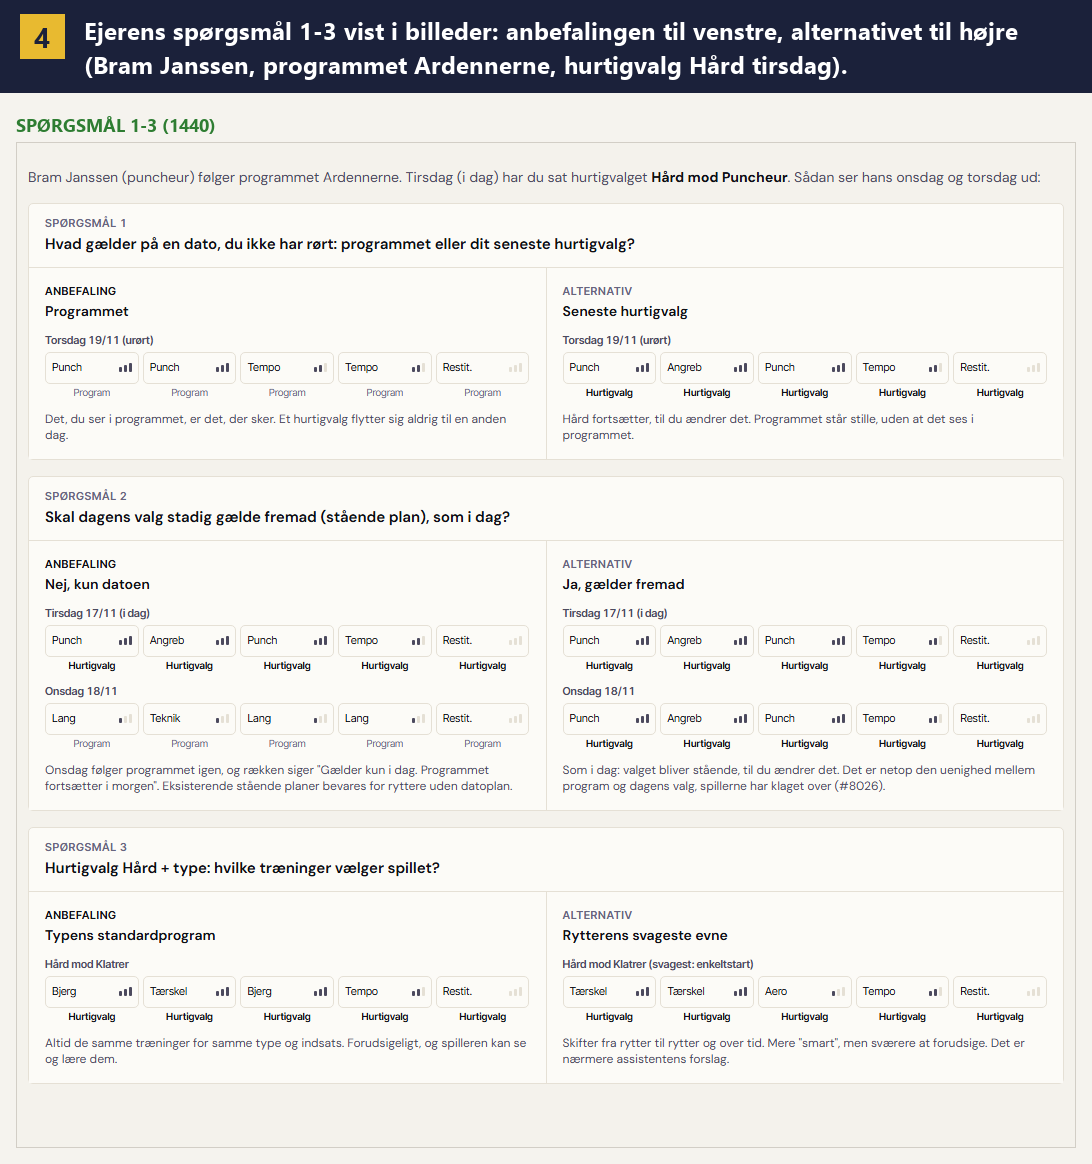 4
Ejerens spørgsmål 1-3 vist i billeder: anbefalingen til venstre, alternativet til højre
(Bram Janssen, programmet Ardennerne, hurtigvalg Hård tirsdag).
SPØRGSMÅL 1-3 (1440)
Bram Janssen (puncheur) følger programmet Ardennerne. Tirsdag (i dag) har du sat hurtigvalget Hård mod Puncheur. Sådan ser hans onsdag og torsdag ud:
SPØRGSMÅL 1
Hvad gælder på en dato, du ikke har rørt: programmet eller dit seneste hurtigvalg?
ANBEFALING
Programmet
Torsdag 19/11 (urørt)
Punch Punch Tempo Tempo Restit.
Program Program Program Program Program
Det, du ser i programmet, er det, der sker. Et hurtigvalg flytter sig aldrig til en anden
dag.
ALTERNATIV
Seneste hurtigvalg
Torsdag 19/11 (urørt)
Punch Angreb Punch Tempo Restit.
Hurtigvalg Hurtigvalg Hurtigvalg Hurtigvalg Hurtigvalg
Hård fortsætter, til du ændrer det. Programmet står stille, uden at det ses i
programmet.
SPØRGSMÅL 2
Skal dagens valg stadig gælde fremad (stående plan), som i dag?
ANBEFALING
Nej, kun datoen
Tirsdag 17/11 (i dag)
Punch Angreb Punch Tempo Restit.
Hurtigvalg Hurtigvalg Hurtigvalg Hurtigvalg Hurtigvalg
Onsdag 18/11
Lang Teknik Lang Lang Restit.
Program Program Program Program Program
Onsdag følger programmet igen, og rækken siger "Gælder kun i dag. Programmet
fortsætter i morgen". Eksisterende stående planer bevares for ryttere uden datoplan.
ALTERNATIV
Ja, gælder fremad
Tirsdag 17/11 (i dag)
Punch Angreb Punch Tempo Restit.
Hurtigvalg Hurtigvalg Hurtigvalg Hurtigvalg Hurtigvalg
Onsdag 18/11
Punch Angreb Punch Tempo Restit.
Hurtigvalg Hurtigvalg Hurtigvalg Hurtigvalg Hurtigvalg
Som i dag: valget bliver stående, til du ændrer det. Det er netop den uenighed mellem
program og dagens valg, spillerne har klaget over (#8026).
SPØRGSMÅL 3
Hurtigvalg Hård + type: hvilke træninger vælger spillet?
ANBEFALING
Typens standardprogram
Hård mod Klatrer
Bjerg Tærskel Bjerg Tempo Restit.
Hurtigvalg Hurtigvalg Hurtigvalg Hurtigvalg Hurtigvalg
Altid de samme træninger for samme type og indsats. Forudsigeligt, og spilleren kan se
og lære dem.
ALTERNATIV
Rytterens svageste evne
Hård mod Klatrer (svagest: enkeltstart)
Tærskel Tærskel Aero Tempo Restit.
Hurtigvalg Hurtigvalg Hurtigvalg Hurtigvalg Hurtigvalg
Skifter fra rytter til rytter og over tid. Mere "smart", men sværere at forudsige. Det er
nærmere assistentens forslag.